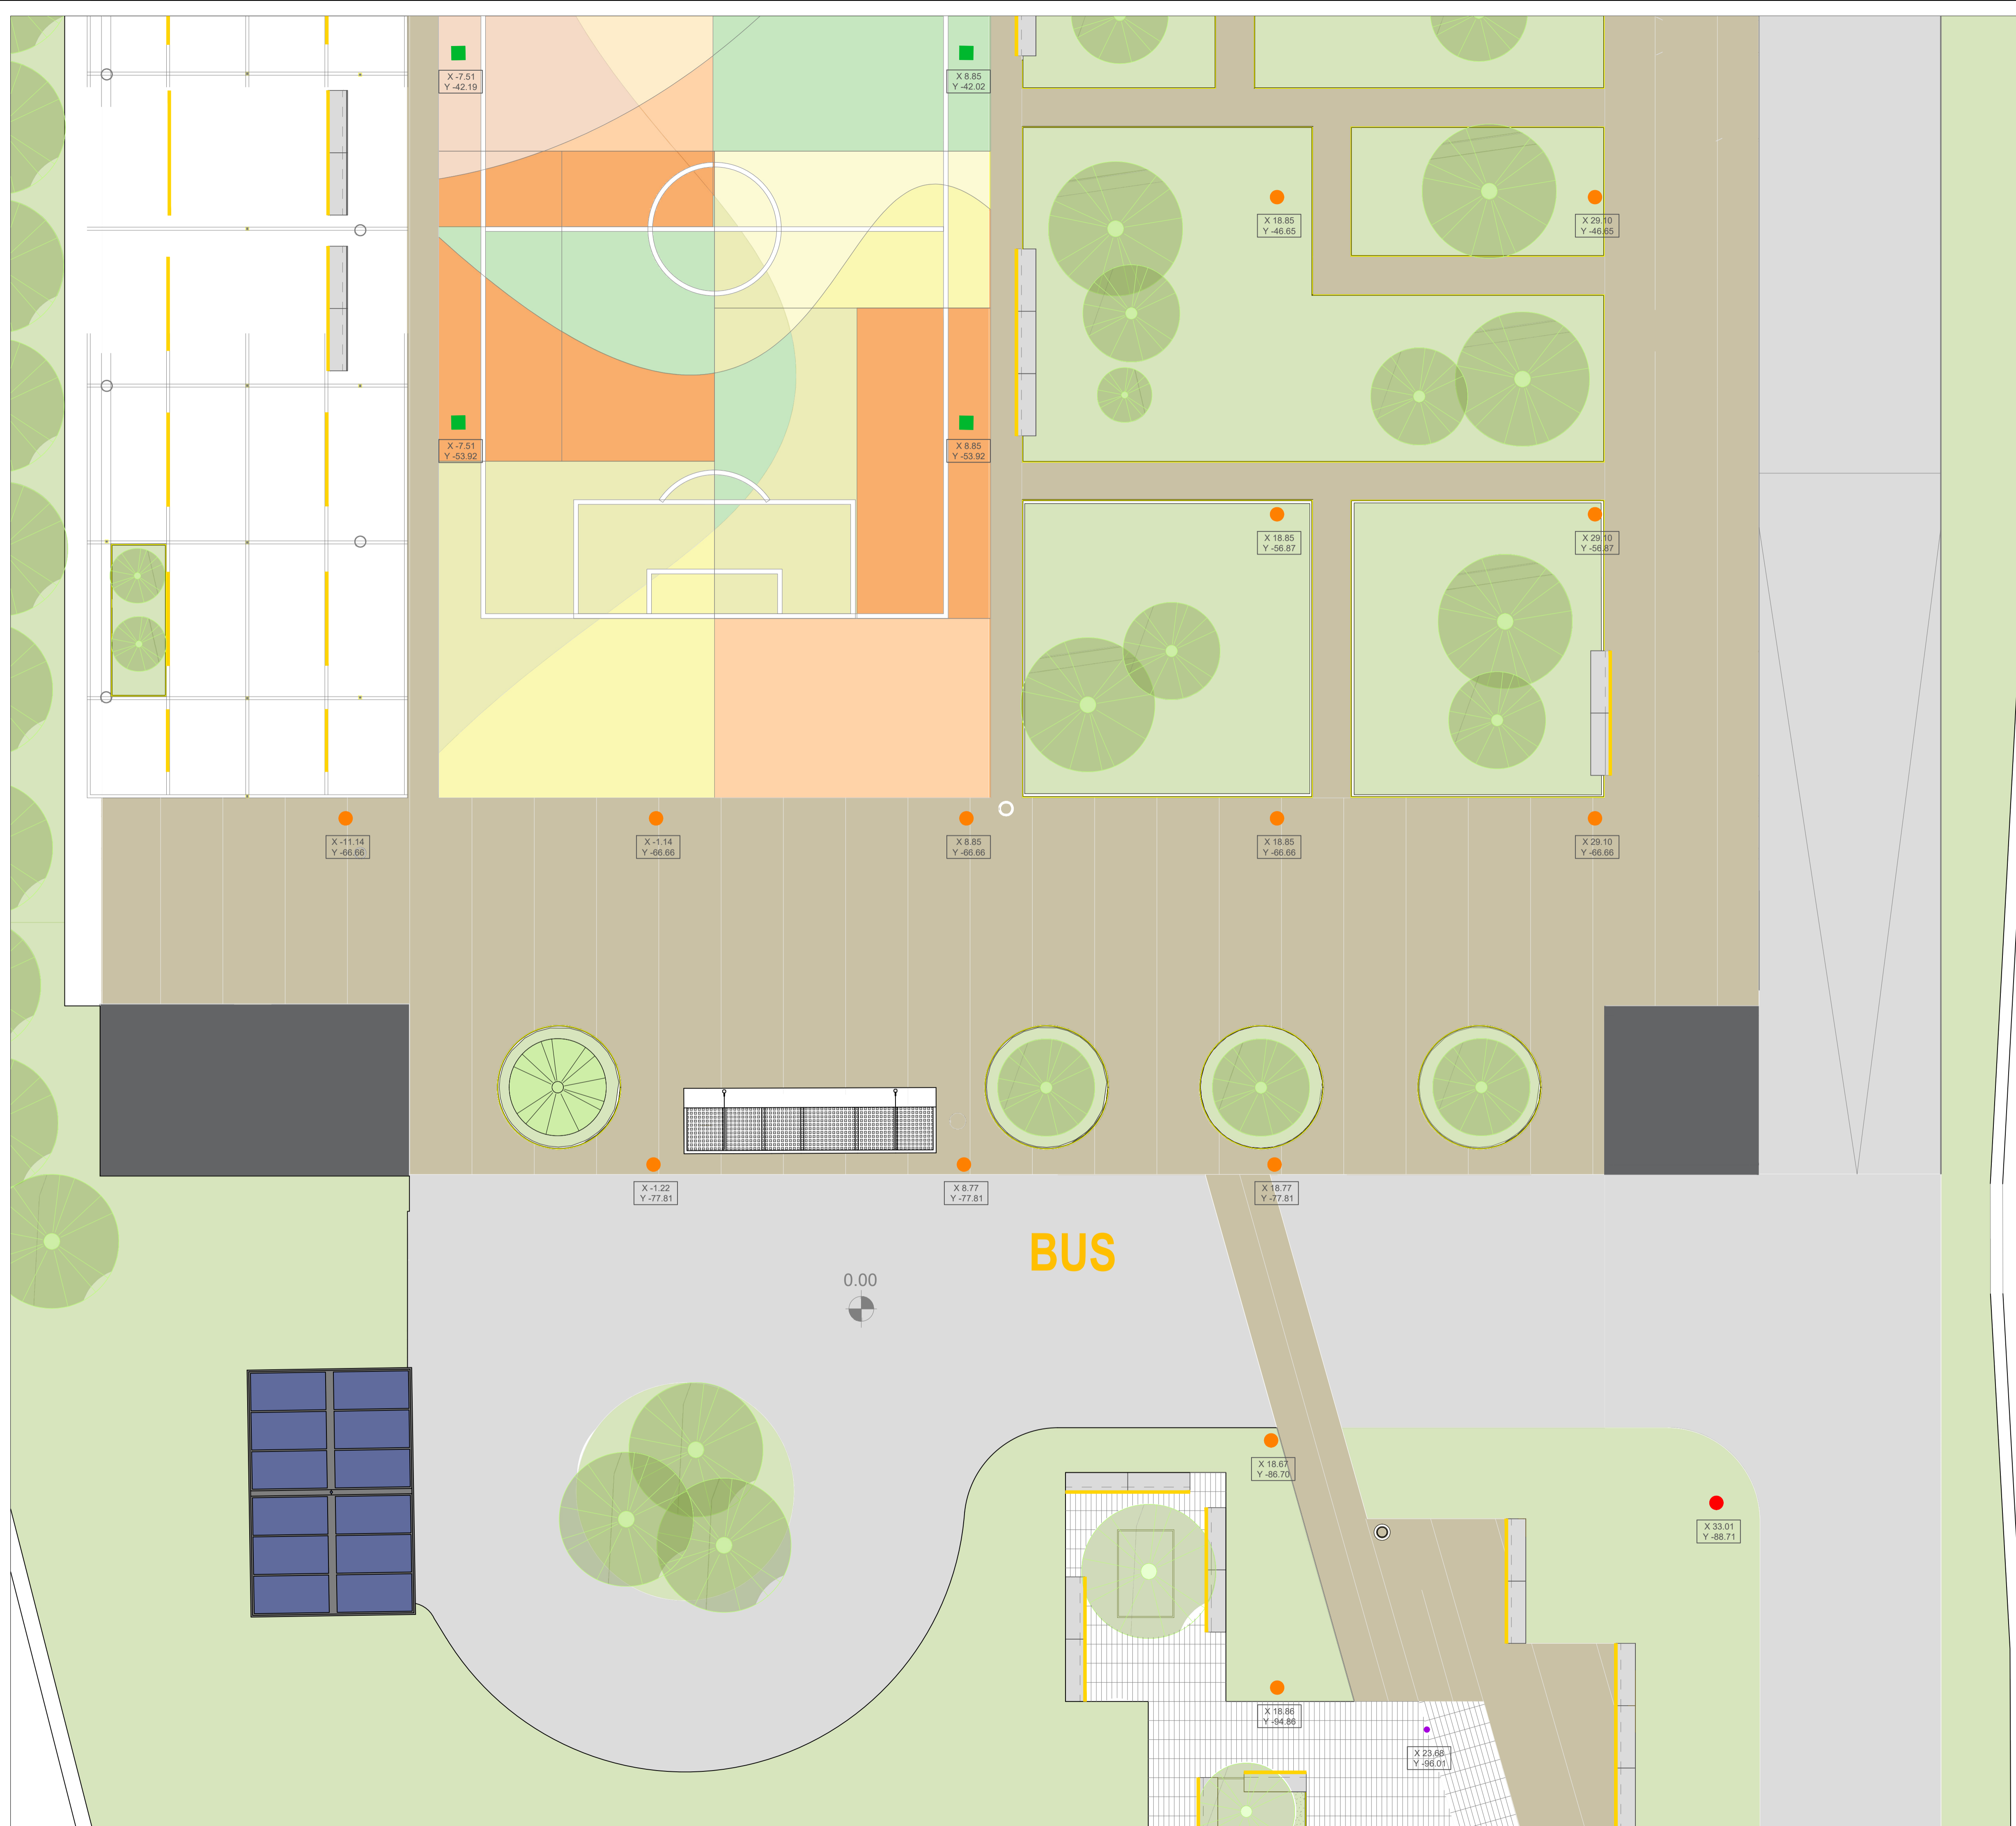 X -7.51
Y -42.19
X 8.85
Y -42.02
X 18.85
Y -46.65
X 29.10
Y -46.65
X -7.51
Y -53.92
X 8.85
Y -53.92
X 18.85
Y -56.87
X 29.10
Y -56.87
X -11.14
Y -66.66
X -1.14
Y -66.66
X 8.85
Y -66.66
X 18.85
Y -66.66
X 29.10
Y -66.66
X -1.22
Y -77.81
X 8.77
Y -77.81
X 18.77
Y -77.81
BUS
0.00
X 18.67
Y -86.70
X 33.01
Y -88.71
X 18.86
Y -94.86
X 23.68
Y -96.01